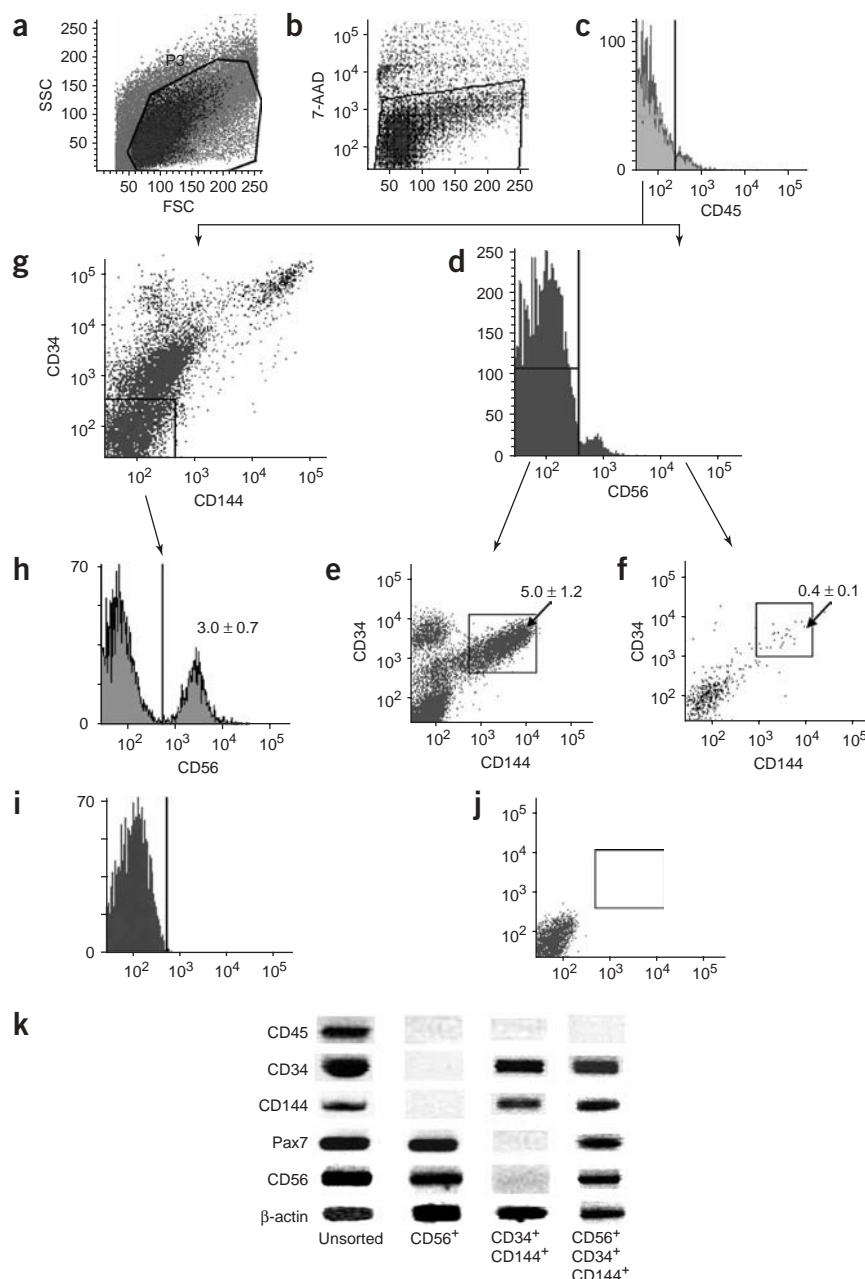 a
b
c
275
250
200
150
100
50
P3
SSC
50 100 150 200 250
FSC
10^5
10^4
10^3
10^2
7-AAD
50 100 150 200 250
100
0
10^2 10^3 10^4 10^5
CD45
g
d
10^5
10^4
10^3
10^2
CD34
10^2 10^3 10^4 10^5
CD144
250
200
150
100
50
0
10^2 10^3 10^4 10^5
CD56
h
e
f
70
0
3.0 ± 0.7
10^2 10^3 10^4 10^5
CD56
10^5
10^4
10^3
10^2
CD34
5.0 ± 1.2
10^2 10^3 10^4 10^5
CD144
10^5
10^4
10^3
10^2
CD34
0.4 ± 0.1
10^2 10^3 10^4 10^5
CD144
i
j
70
0
10^2 10^3 10^4 10^5
10^5
10^4
10^3
10^2
10^2 10^3 10^4 10^5
k
CD45
CD34
CD144
Pax7
CD56
β-actin
Unsorted
CD56+
CD34+
CD144+
CD56+
CD34+
CD144+